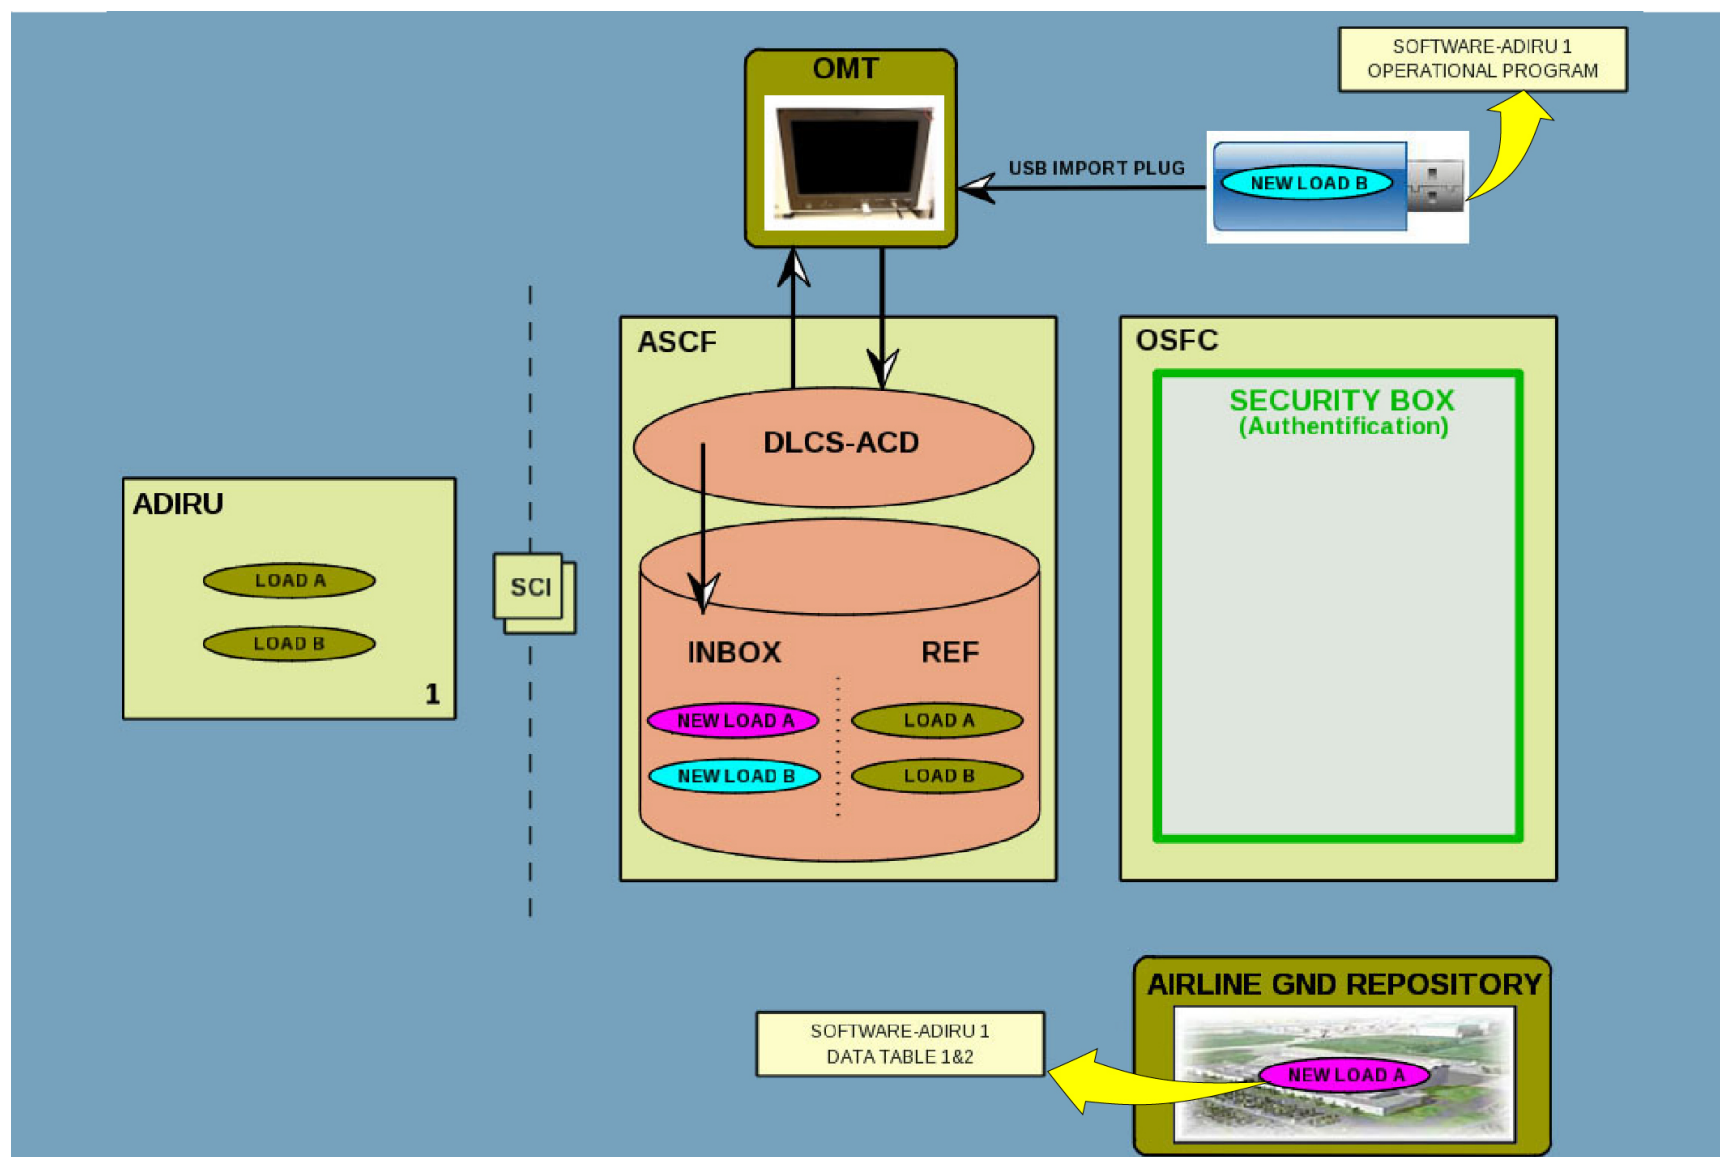 OMT
SOFTWARE-ADIRU 1
OPERATIONAL PROGRAM
USB IMPORT PLUG
NEW LOAD B
ASCF
DLCS-ACD
OSFC
SECURITY BOX
(Authentification)
ADIRU
LOAD A
LOAD B
1
SCI
INBOX
REF
NEW LOAD A
LOAD A
NEW LOAD B
LOAD B
AIRLINE GND REPOSITORY
NEW LOAD A
SOFTWARE-ADIRU 1
DATA TABLE 1&2